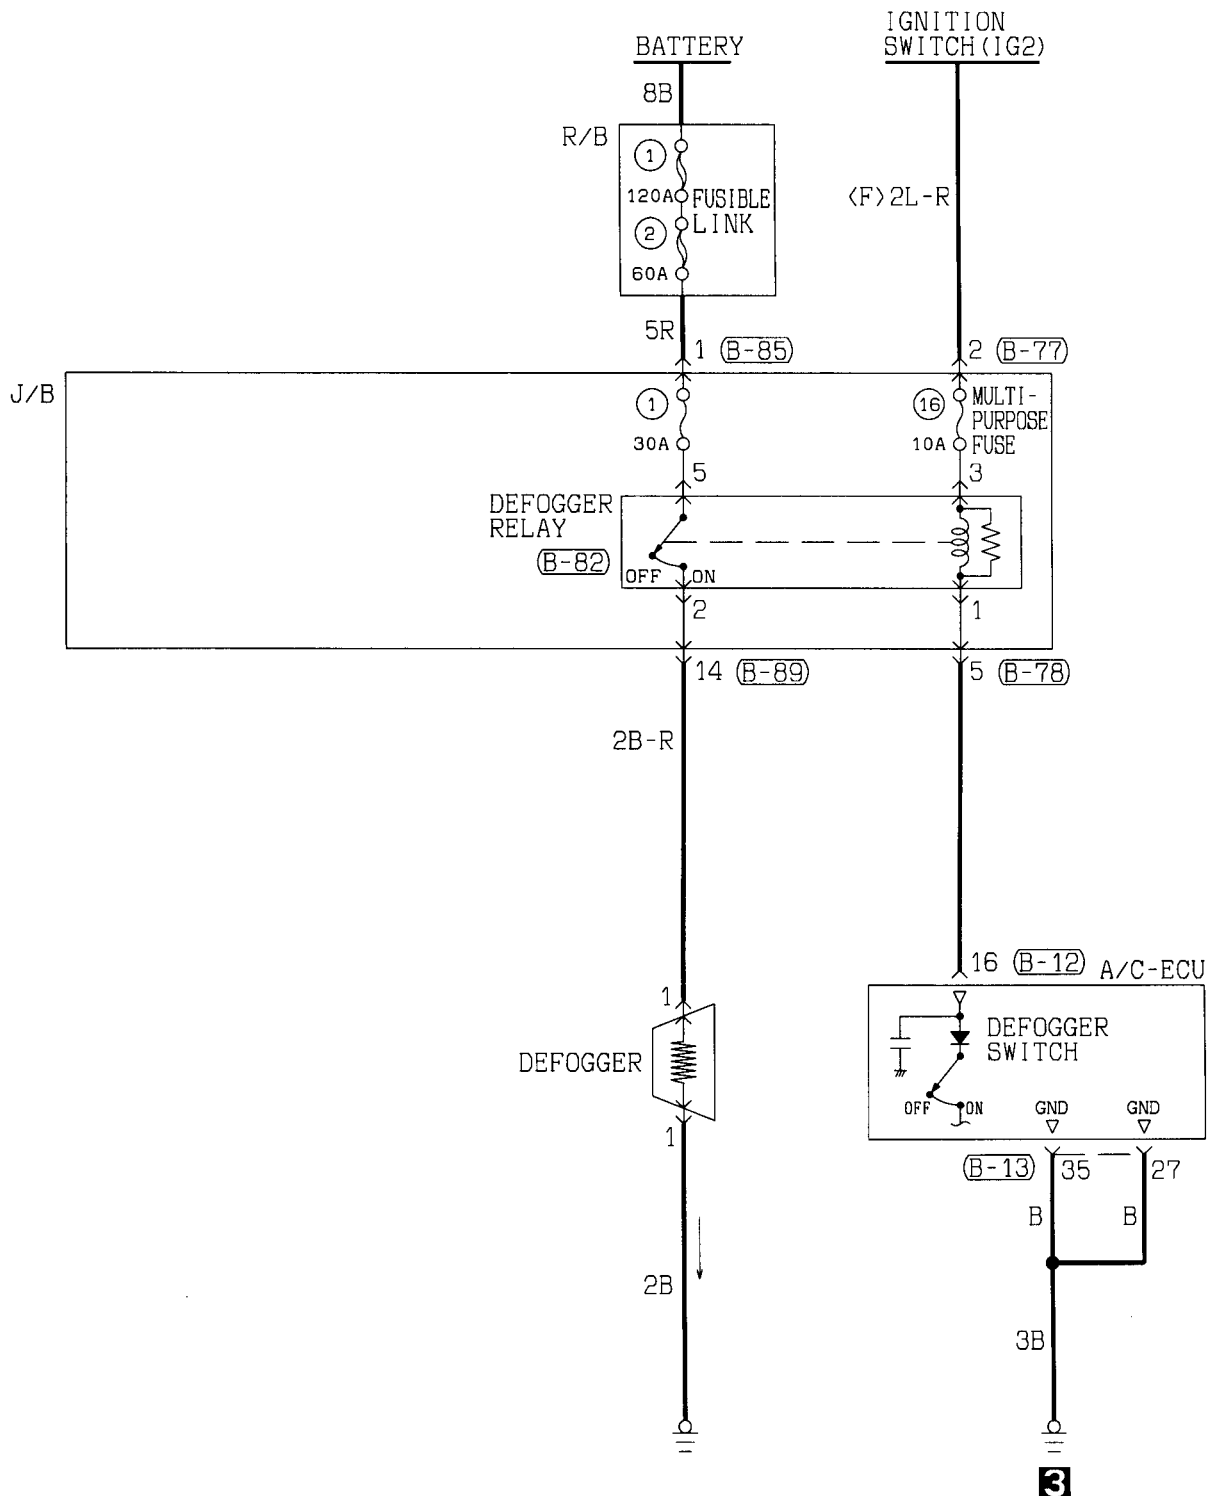 IGNITION
SWITCH(IG2)
BATTERY
8B
R/B
1
120A
FUSIBLE
LINK
2
60A
<F>2L-R
5R
1 B-85
2 B-77
J/B
1
30A
16
10A
MULTI-
PURPOSE
FUSE
5
3
DEFOGGER
RELAY
B-82
OFF ON
2
1
14 B-89
5 B-78
2B-R
16 B-12
A/C-ECU
1
DEFOGGER
DEFOGGER
SWITCH
OFF ON
GND GND
1
B-13 35 27
B B
2B
3B
3